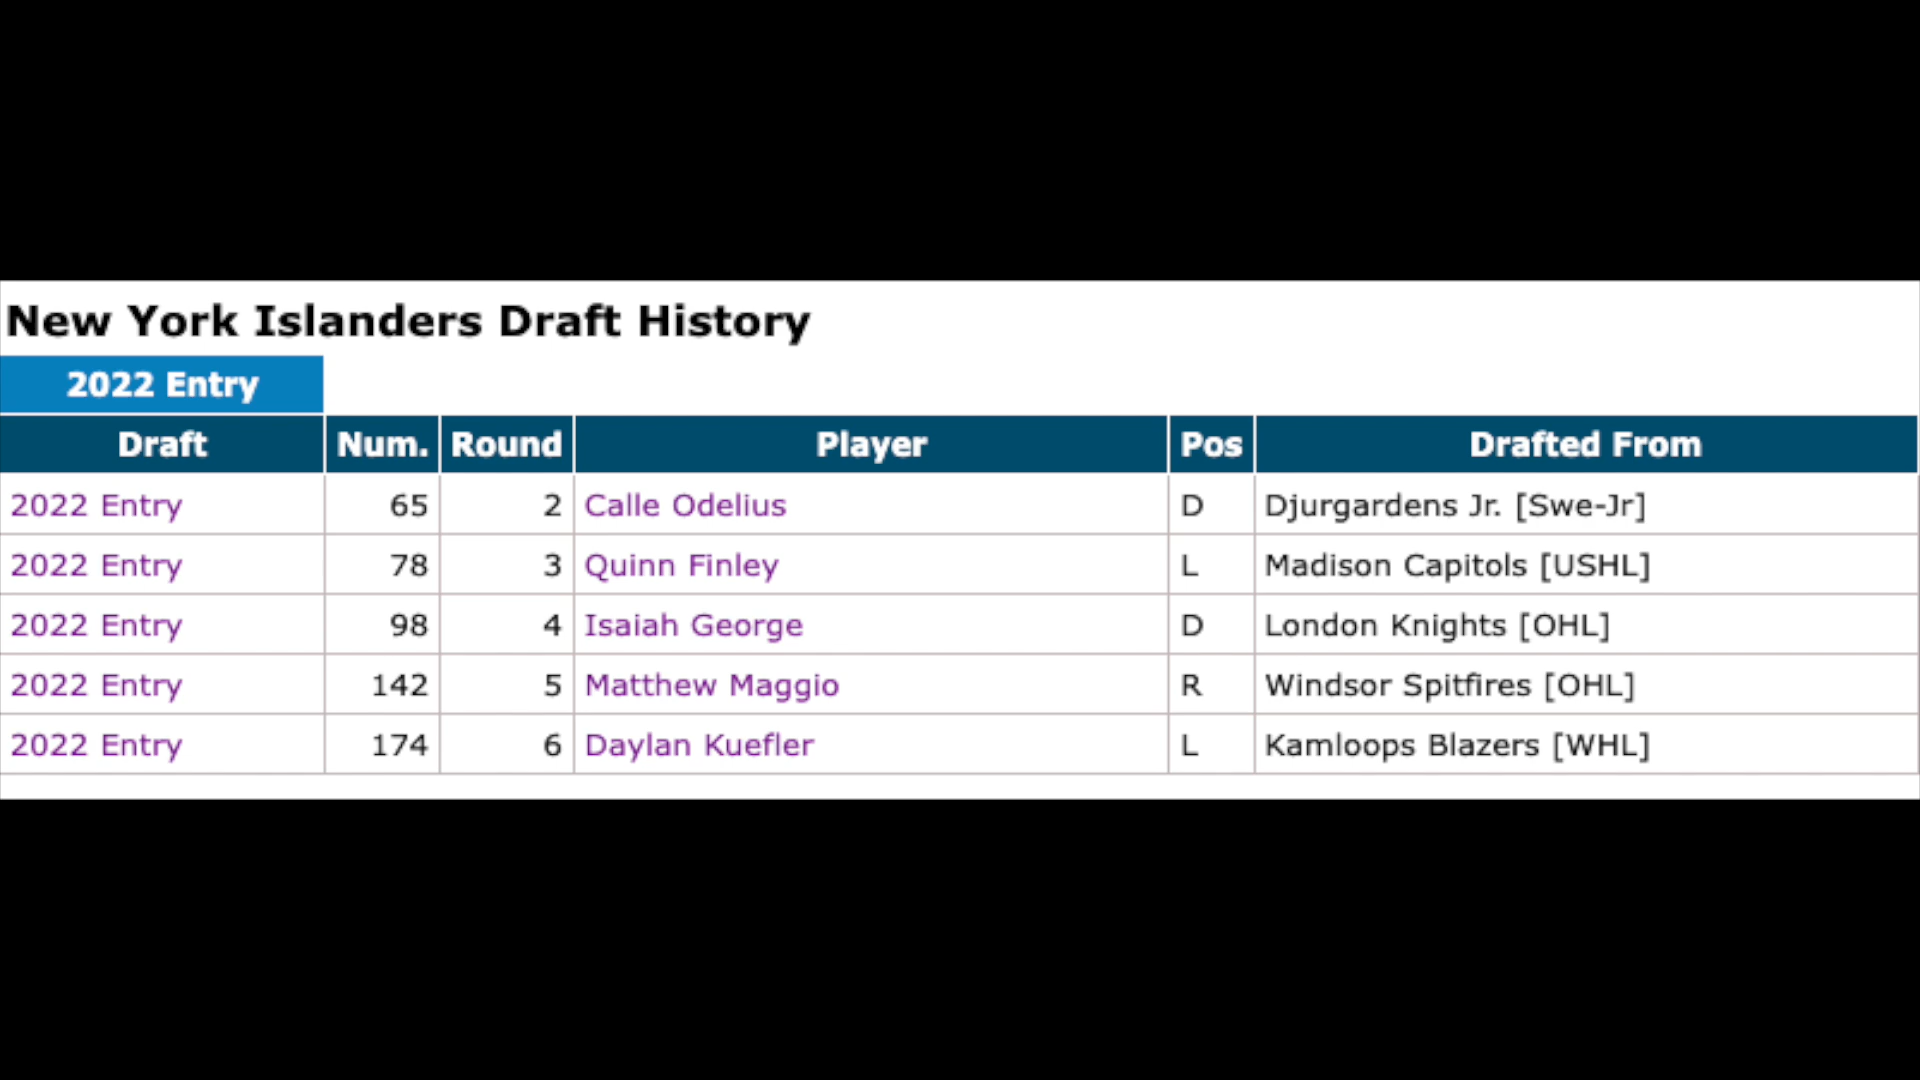 New York Islanders Draft History
2022 Entry
Draft Num. Round Player Pos Drafted From
2022 Entry 65 2 Calle Odelius D Djurgardens Jr. [Swe-Jr]
2022 Entry 78 3 Quinn Finley L Madison Capitols [USHL]
2022 Entry 98 4 Isaiah George D London Knights [OHL]
2022 Entry 142 5 Matthew Maggio R Windsor Spitfires [OHL]
2022 Entry 174 6 Daylan Kuefler L Kamloops Blazers [WHL]